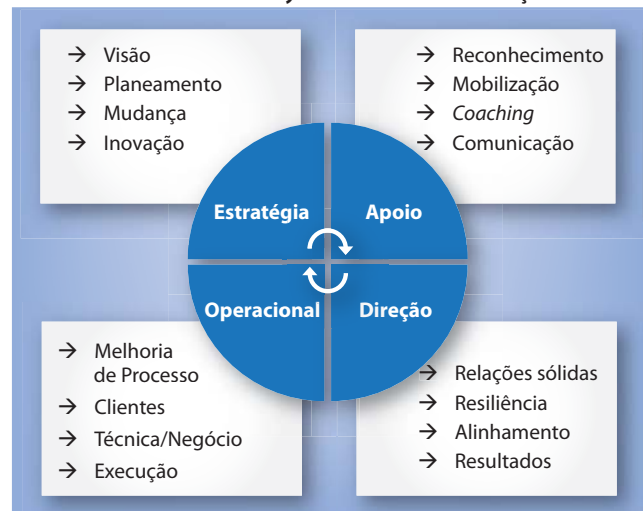 → Visão
→ Planeamento
→ Mudança
→ Inovação
→ Reconhecimento
→ Mobilização
→ Coaching
→ Comunicação
Estratégia
Apoio
Operacional
Direção
→ Melhoria
de Processo
→ Clientes
→ Técnica/Negócio
→ Execução
→ Relações sólidas
→ Resiliência
→ Alinhamento
→ Resultados